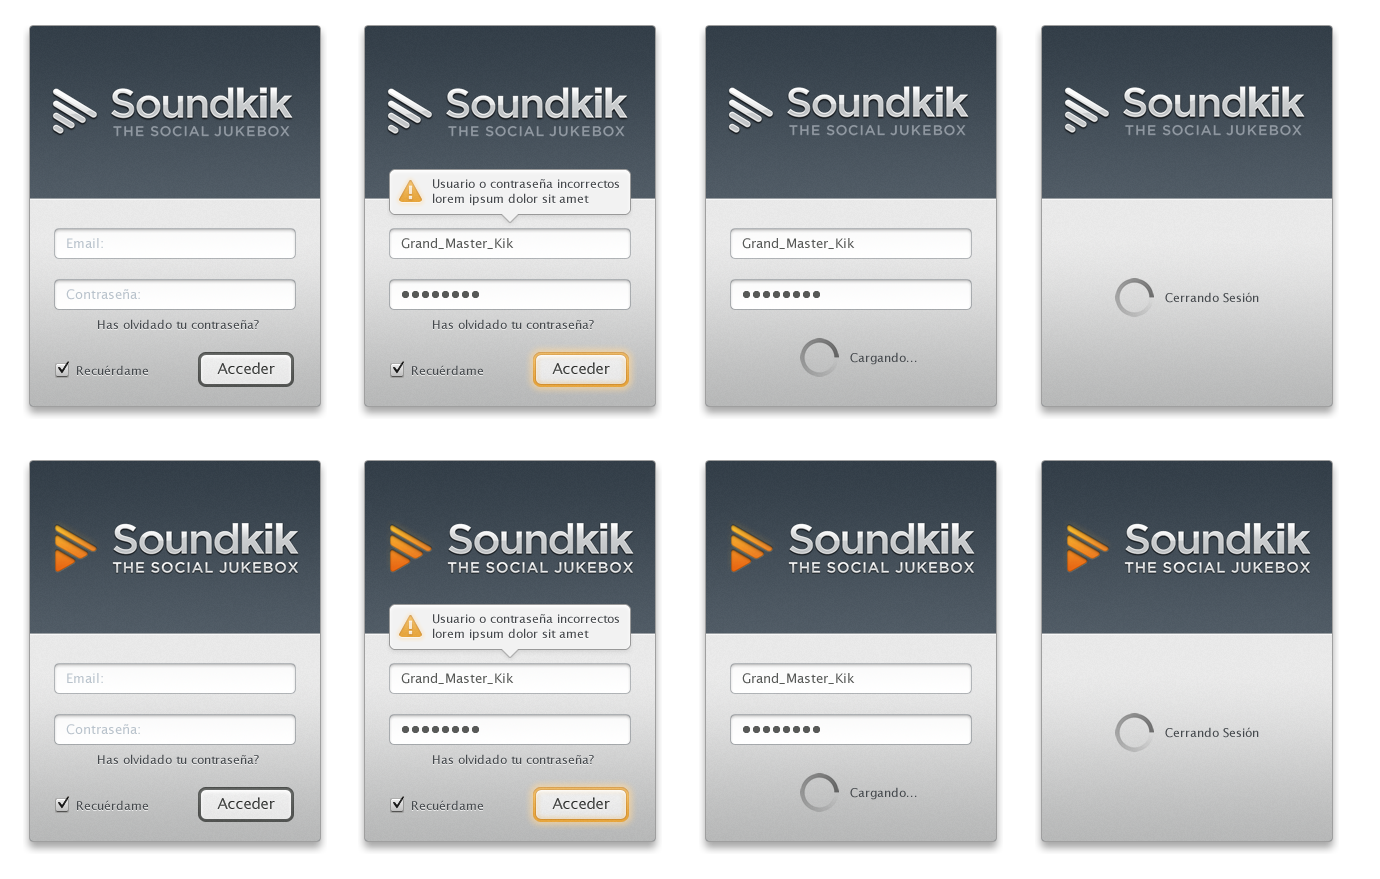 Soundkik
THE SOCIAL JUKEBOX
Email:
Contraseña:
Has olvidado tu contraseña?
Recuérdame
Acceder
Soundkik
THE SOCIAL JUKEBOX
Usuario o contraseña incorrectos
lorem ipsum dolor sit amet
Grand_Master_Kik
Has olvidado tu contraseña?
Recuérdame
Acceder
Soundkik
THE SOCIAL JUKEBOX
Grand_Master_Kik
Cargando...
Soundkik
THE SOCIAL JUKEBOX
Cerrando Sesión
Soundkik
THE SOCIAL JUKEBOX
Email:
Contraseña:
Has olvidado tu contraseña?
Recuérdame
Acceder
Soundkik
THE SOCIAL JUKEBOX
Usuario o contraseña incorrectos
lorem ipsum dolor sit amet
Grand_Master_Kik
Has olvidado tu contraseña?
Recuérdame
Acceder
Soundkik
THE SOCIAL JUKEBOX
Grand_Master_Kik
Cargando...
Soundkik
THE SOCIAL JUKEBOX
Cerrando Sesión